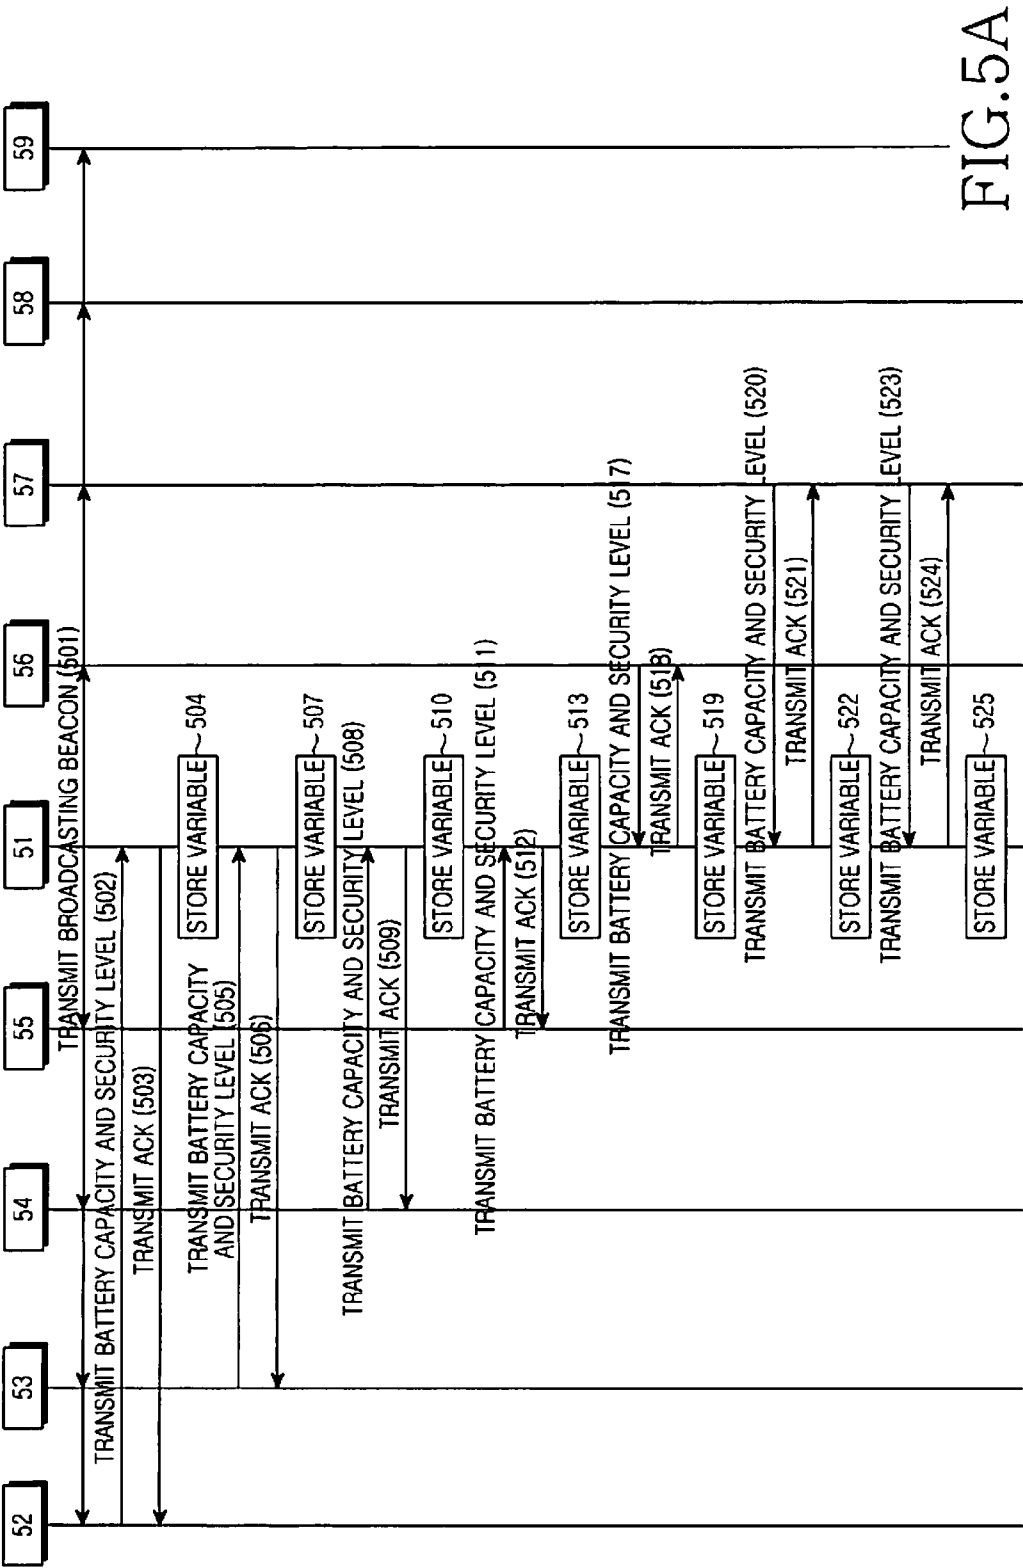 52
53
54
55
51
56
57
58
59
TRANSMIT BROADCASTING BEACON (501)
TRANSMIT BATTERY CAPACITY AND SECURITY LEVEL (502)
TRANSMIT ACK (503)
STORE VARIABLE
504
TRANSMIT BATTERY CAPACITY
AND SECURITY LEVEL (505)
TRANSMIT ACK (506)
STORE VARIABLE
507
TRANSMIT BATTERY CAPACITY AND SECURITY LEVEL (508)
TRANSMIT ACK (509)
STORE VARIABLE
510
TRANSMIT BATTERY CAPACITY AND SECURITY LEVEL (511)
TRANSMIT ACK (512)
STORE VARIABLE
513
TRANSMIT BATTERY CAPACITY AND SECURITY LEVEL (517)
TRANSMIT ACK (518)
STORE VARIABLE
519
TRANSMIT BATTERY CAPACITY AND SECURITY LEVEL (520)
TRANSMIT ACK (521)
STORE VARIABLE
522
TRANSMIT BATTERY CAPACITY AND SECURITY LEVEL (523)
TRANSMIT ACK (524)
STORE VARIABLE
525
FIG.5A